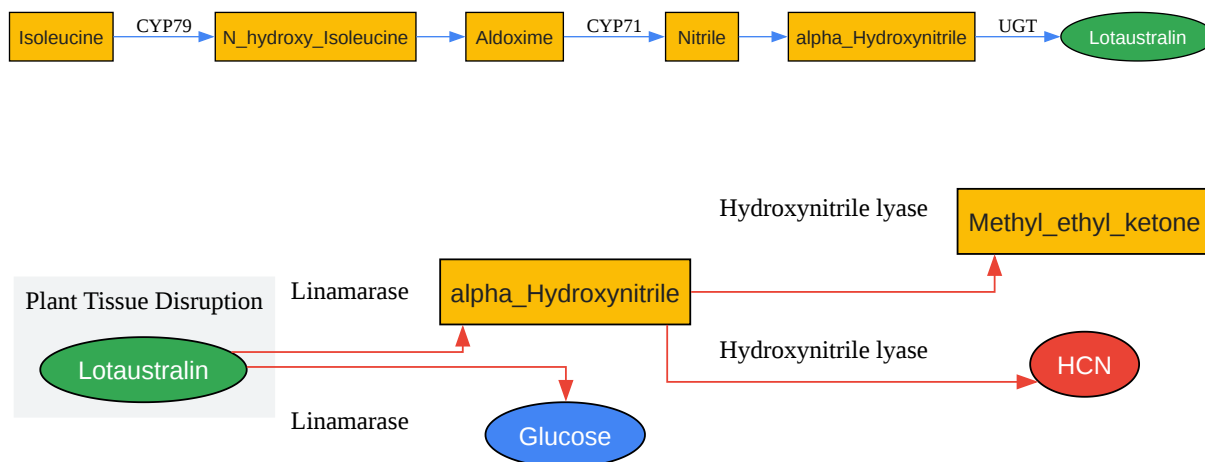 Isoleucine
CYP79
N_hydroxy_Isoleucine
Aldoxime
CYP71
Nitrile
alpha_Hydroxynitrile
UGT
Lotaustralin
Hydroxynitrile lyase
Methyl_ethyl_ketone
Plant Tissue Disruption
Linamarase
alpha_Hydroxynitrile
Lotaustralin
Hydroxynitrile lyase
HCN
Linamarase
Glucose